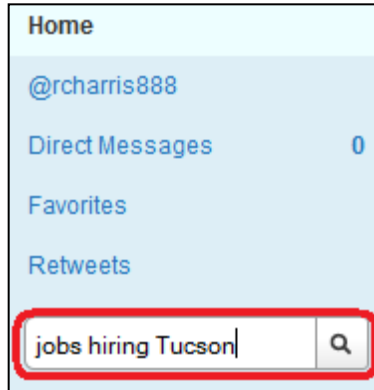 Home
@rcharris888
Direct Messages 0
Favorites
Retweets
jobs hiring Tucson